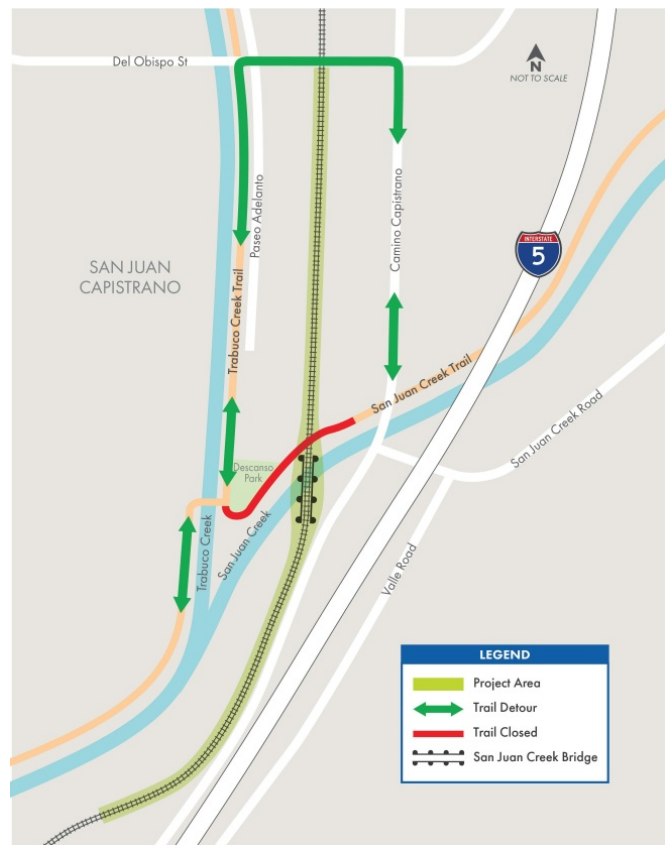 Del Obispo St
N
NOT TO SCALE
Paseo Adelanto
Camino Capistrano
INTERSTATE
5
SAN JUAN
CAPISTRANO
Trabuco Creek Trail
San Juan Creek Trail
San Juan Creek Road
Descanso
Park
San Juan Creek
Trabuco Creek
Valle Road
LEGEND
Project Area
Trail Detour
Trail Closed
San Juan Creek Bridge